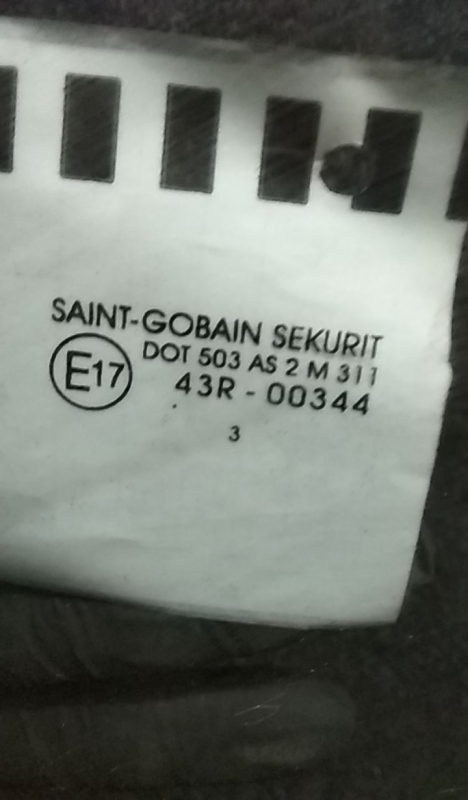 SAINT-GOBAIN SEKURIT
DOT 503 AS 2 M 311
E17
43R - 00344
3